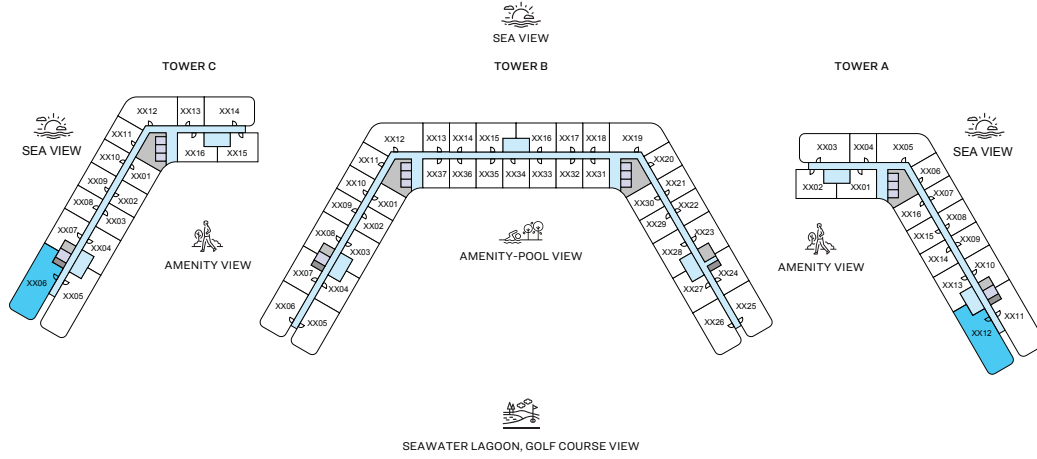 SEA VIEW
TOWER C
TOWER B
TOWER A
SEA VIEW
SEA VIEW
AMENITY VIEW
AMENITY-POOL VIEW
AMENITY VIEW
SEAWATER LAGOON, GOLF COURSE VIEW
XX12
XX13
XX14
XX11
XX10
XX16
XX15
XX01
XX09
XX02
XX08
XX03
XX07
XX04
XX06
XX05
XX12
XX13
XX14
XX15
XX16
XX17
XX18
XX19
XX11
XX37
XX36
XX35
XX34
XX33
XX32
XX31
XX20
XX10
XX01
XX30
XX21
XX09
XX02
XX29
XX22
XX08
XX03
XX28
XX23
XX07
XX04
XX27
XX24
XX06
XX05
XX26
XX25
XX03
XX04
XX05
XX02
XX01
XX06
XX07
XX16
XX08
XX15
XX09
XX14
XX10
XX13
XX11
XX12